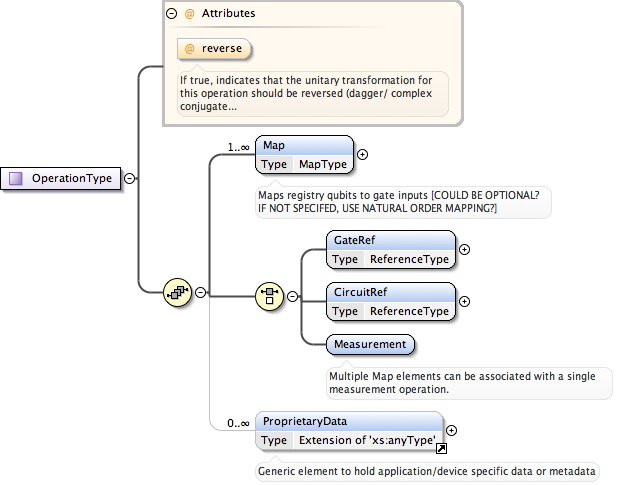 @ Attributes
@ reverse
If true, indicates that the unitary transformation for
this operation should be reversed (dagger/ complex
conjugate...
OperationType
1..∞
Map
Type MapType
Maps registry qubits to gate inputs [COULD BE OPTIONAL?
IF NOT SPECIFED, USE NATURAL ORDER MAPPING?]
GateRef
Type ReferenceType
CircuitRef
Type ReferenceType
Measurement
Multiple Map elements can be associated with a single
measurement operation.
0..∞
ProprietaryData
Type Extension of 'xs:anyType'
Generic element to hold application/device specific data or metadata